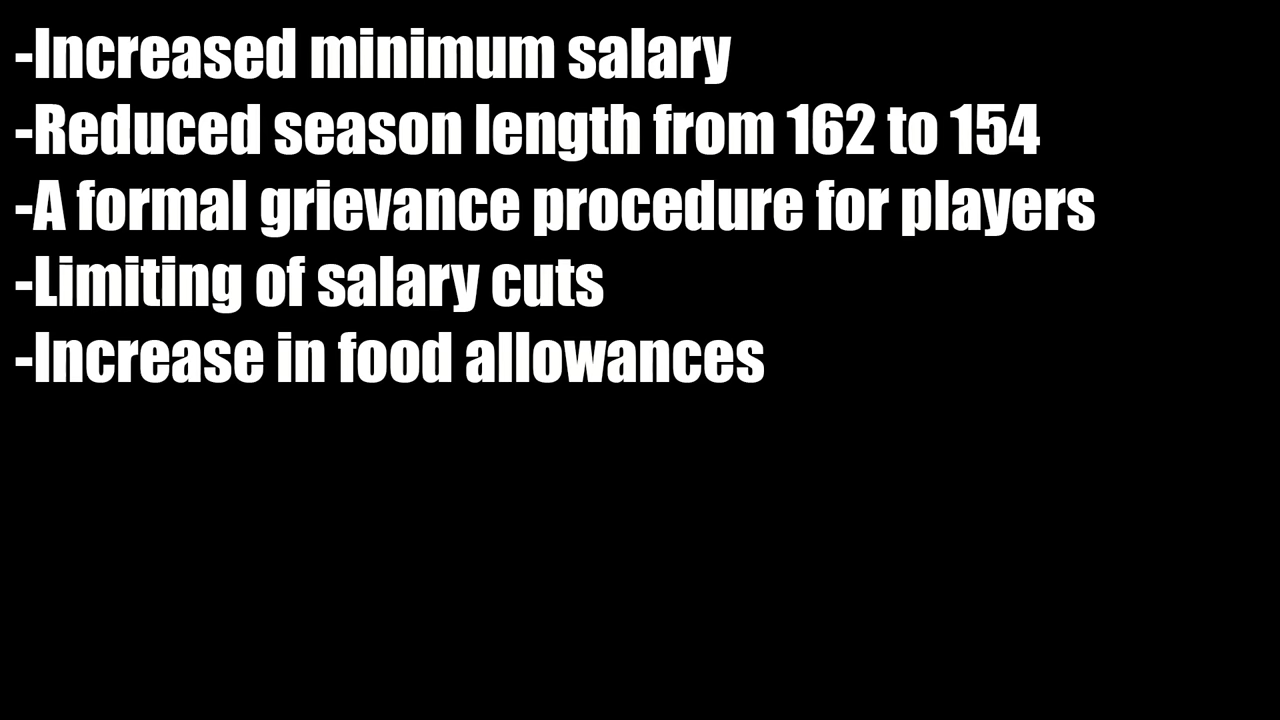 -Increased minimum salary
-Reduced season length from 162 to 154
-A formal grievance procedure for players
-Limiting of salary cuts
-Increase in food allowances